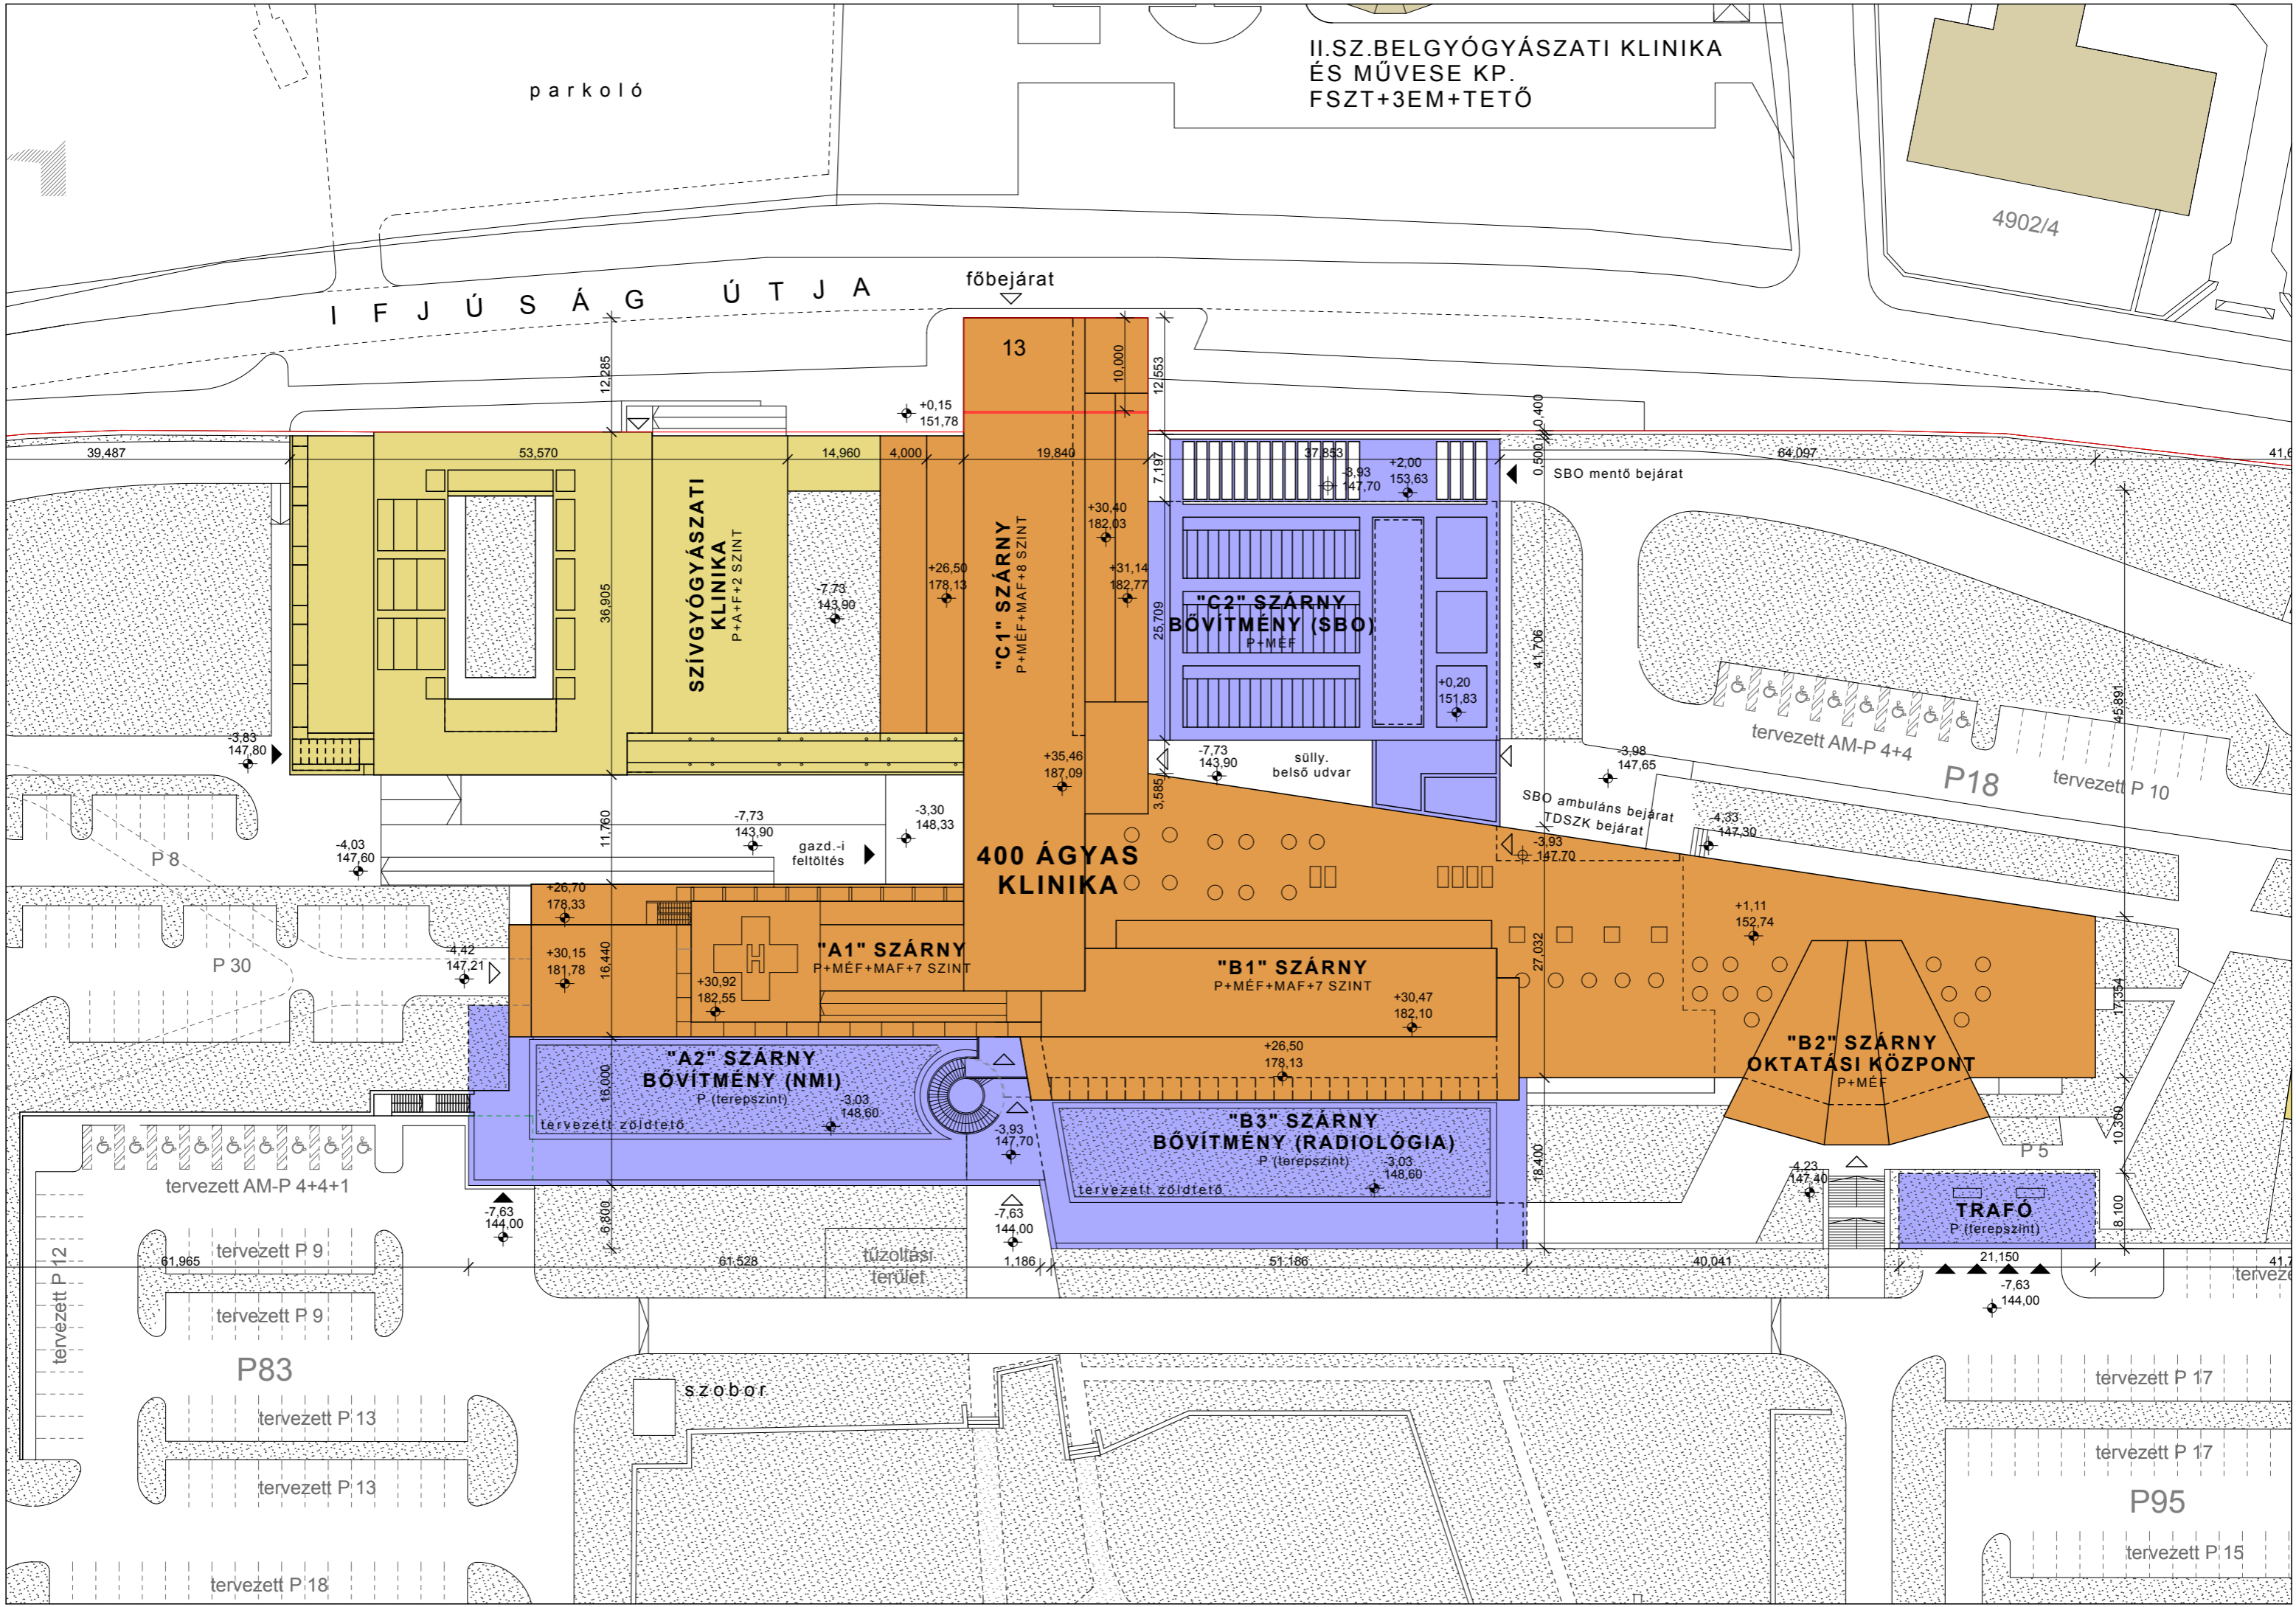 parkoló
II.SZ.BELGYÓGYÁSZATI KLINIKA
ÉS MŰVESE KP.
FSZT+3EM+TETŐ
4902/4
IFJÚSÁG ÚTJA
főbejárat
13
12,285
10,000
12,553
+0,15
151,78
0,400
0,500
39,487
53,570
14,960
4,000
19,840
37,853
64,097
7,197
-3,93
147,70
+2,00
153,63
SBO mentő bejárat
SZÍVGYÓGYÁSZATI
KLINIKA
P+A+F+2 SZINT
36,905
-7,73
143,90
+26,50
178,13
"C1" SZÁRNY
P+MÉF+MAF+8 SZINT
+30,40
182,03
+31,14
182,77
25,709
"C2" SZÁRNY
BŐVÍTMÉNY (SBO)
P+MÉF
+0,20
151,83
41,706
45,891
tervezett AM-P 4+4
P18
tervezett P 10
-3,83
147,80
+35,46
187,09
-7,73
143,90
sülly.
belső udvar
3,585
-3,98
147,65
SBO ambuláns bejárat
TDSZK bejárat
-4,33
147,30
-3,93
147,70
P 8
-4,03
147,60
11,760
-7,73
143,90
gazd.-i
feltöltés
-3,30
148,33
400 ÁGYAS
KLINIKA
+26,70
178,33
P 30
-4,42
147,21
+30,15
181,78
16,440
"A1" SZÁRNY
P+MÉF+MAF+7 SZINT
H
+30,92
182,55
"B1" SZÁRNY
P+MÉF+MAF+7 SZINT
+30,47
182,10
27,032
+1,11
152,74
17,354
+26,50
178,13
"B2" SZÁRNY
OKTATÁSI KÖZPONT
P+MÉF
"A2" SZÁRNY
BŐVÍTMÉNY (NMI)
P (terepszint)
16,000
-3,03
148,60
tervezett zöldtető
-3,93
147,70
"B3" SZÁRNY
BŐVÍTMÉNY (RADIOLÓGIA)
P (terepszint)
-3,03
148,60
tervezett zöldtető
18,400
10,300
P 5
-4,23
147,40
TRAFÓ
P (terepszint)
8,100
tervezett AM-P 4+4+1
-7,63
144,00
6,800
-7,63
144,00
tervezett P 12
tervezett P 9
61,965
61,528
tűzoltási
terület
1,186
51,186
40,041
21,150
-7,63
144,00
tervezett P 9
P83
szobor
tervezett P 13
tervezett P 13
tervezett P 18
tervezett P 17
tervezett P 17
P95
tervezett P 15